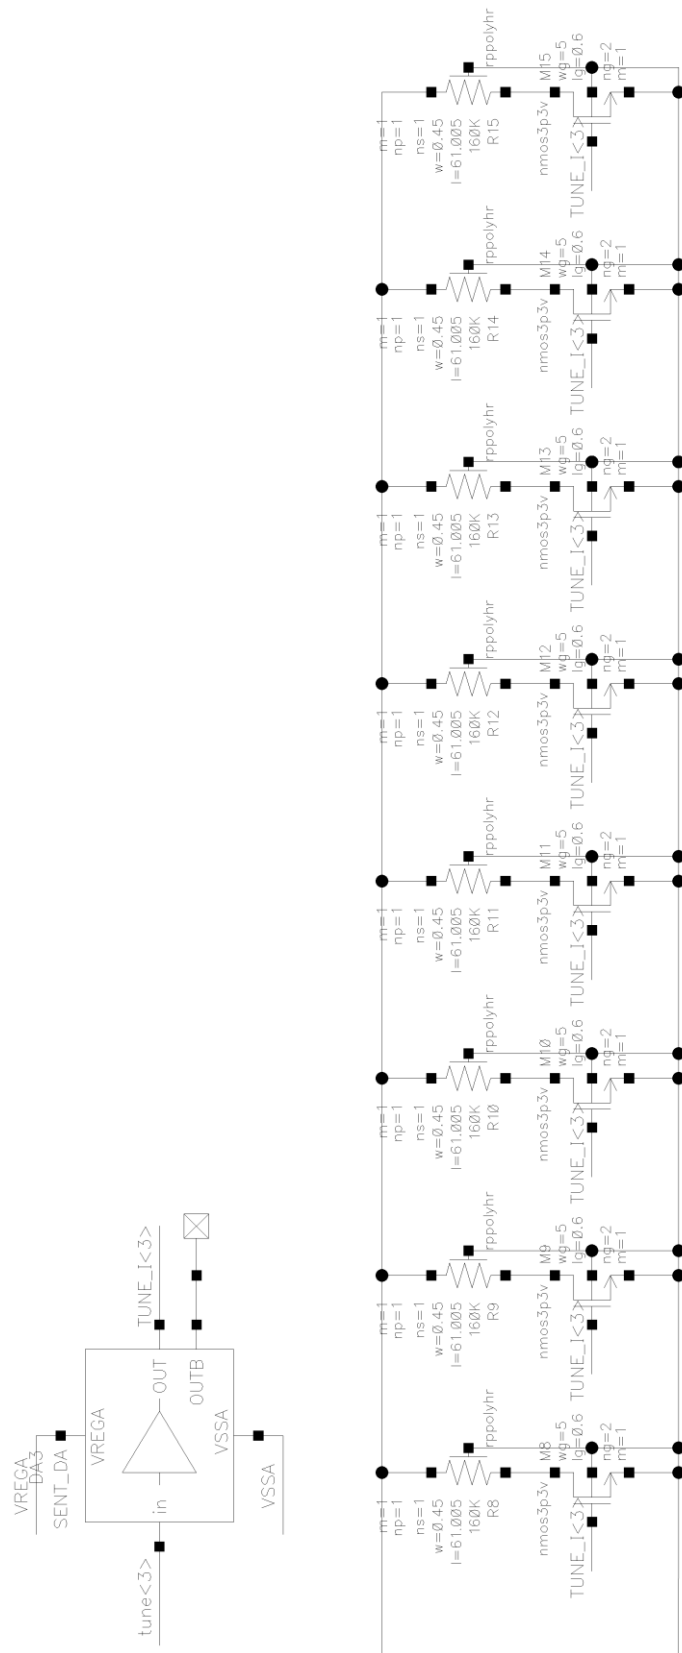 VREGA
DA3
SENT_DA
VREGA
tune<3>
in
OUT
TUNE_I<3>
OUTB
VSSA
VSSA
m=1
np=1
ns=1
w=0.45
l=61.005
160K
R8
rppolyhr
nmos3p3v
M8
wg=5
lg=0.6
TUNE_I<3>
ng=2
m=1
m=1
np=1
ns=1
w=0.45
l=61.005
160K
R9
rppolyhr
nmos3p3v
M9
wg=5
lg=0.6
TUNE_I<3>
ng=2
m=1
m=1
np=1
ns=1
w=0.45
l=61.005
160K
R10
rppolyhr
nmos3p3v
M10
wg=5
lg=0.6
TUNE_I<3>
ng=2
m=1
m=1
np=1
ns=1
w=0.45
l=61.005
160K
R11
rppolyhr
nmos3p3v
M11
wg=5
lg=0.6
TUNE_I<3>
ng=2
m=1
m=1
np=1
ns=1
w=0.45
l=61.005
160K
R12
rppolyhr
nmos3p3v
M12
wg=5
lg=0.6
TUNE_I<3>
ng=2
m=1
m=1
np=1
ns=1
w=0.45
l=61.005
160K
R13
rppolyhr
nmos3p3v
M13
wg=5
lg=0.6
TUNE_I<3>
ng=2
m=1
m=1
np=1
ns=1
w=0.45
l=61.005
160K
R14
rppolyhr
nmos3p3v
M14
wg=5
lg=0.6
TUNE_I<3>
ng=2
m=1
m=1
np=1
ns=1
w=0.45
l=61.005
160K
R15
rppolyhr
nmos3p3v
M15
wg=5
lg=0.6
TUNE_I<3>
ng=2
m=1